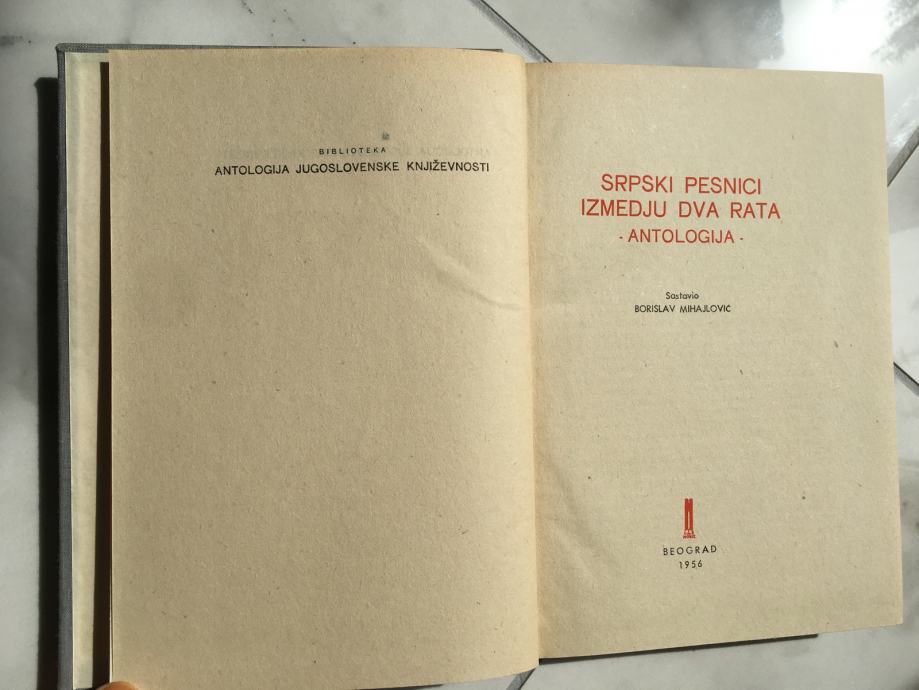 BIBLIOTEKA
ANTOLOGIJA JUGOSLOVENSKE KNJIŽEVNOSTI
SRPSKI PESNICI
IZMEDJU DVA RATA
- ANTOLOGIJA -
Sastavio
BORISLAV MIHAJLOVIĆ
BEOGRAD
1956